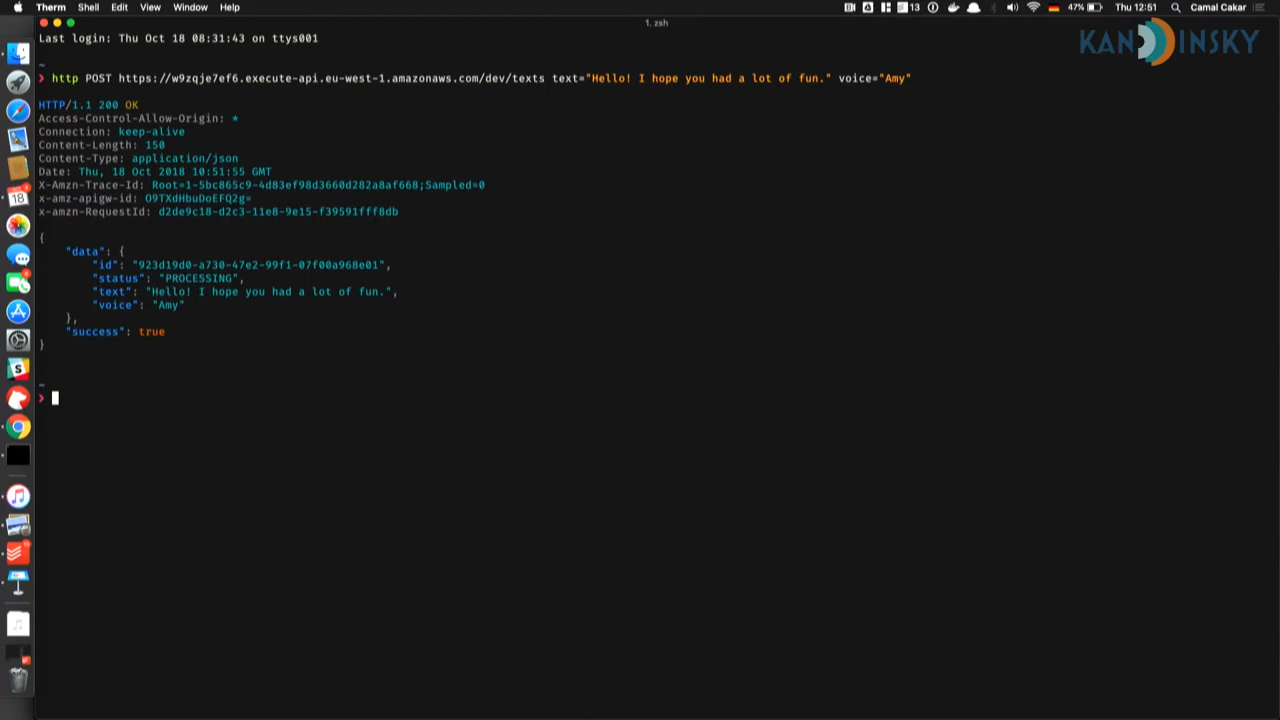 Therm Shell Edit View Window Help
13 47% Thu 12:51 Camal Cakar
1. zsh
KANDINSKY
Last login: Thu Oct 18 08:31:43 on ttys001
~
❯ http POST https://w9zqje7ef6.execute-api.eu-west-1.amazonaws.com/dev/texts text="Hello! I hope you had a lot of fun." voice="Amy"
HTTP/1.1 200 OK
Access-Control-Allow-Origin: *
Connection: keep-alive
Content-Length: 150
Content-Type: application/json
Date: Thu, 18 Oct 2018 10:51:55 GMT
X-Amzn-Trace-Id: Root=1-5bc865c9-4d83ef98d3660d282a8af668;Sampled=0
x-amz-apigw-id: O9TXdHbuDoEFQ2g=
x-amzn-RequestId: d2de9c18-d2c3-11e8-9e15-f39591fff8db
{
"data": {
"id": "923d19d0-a730-47e2-99f1-07f00a968e01",
"status": "PROCESSING",
"text": "Hello! I hope you had a lot of fun.",
"voice": "Amy"
},
"success": true
}
~
❯
18